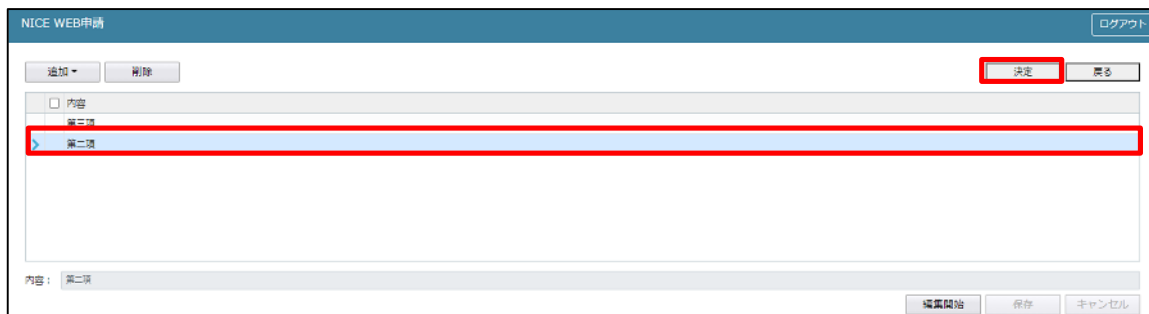 NICE WEB申請 ログアウト
追加 削除 決定 戻る
内容
第三項
第二項
内容： 第二項
編集開始 保存 キャンセル